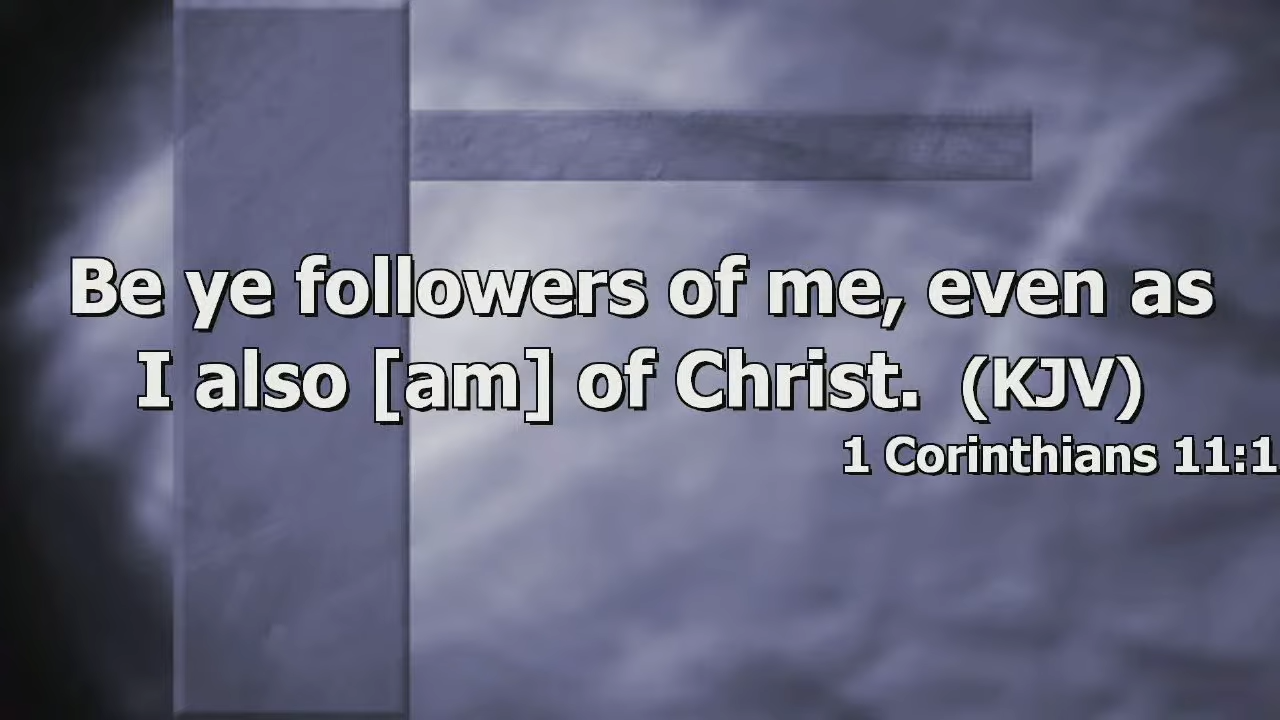 Be ye followers of me, even as
I also [am] of Christ. (KJV)
1 Corinthians 11:1